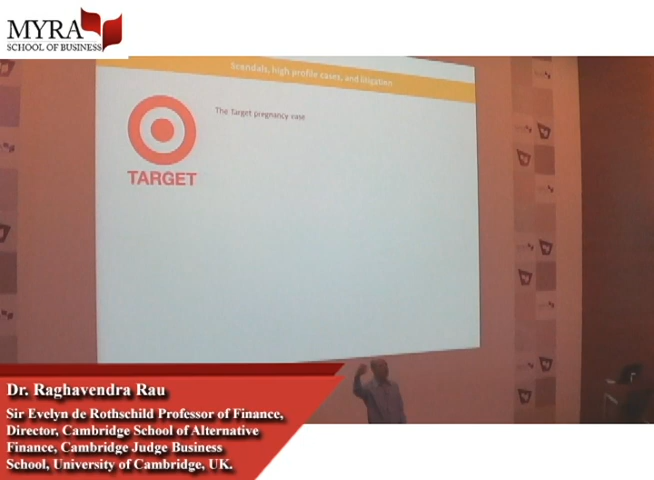 MYRA
SCHOOL OF BUSINESS
Scandals, high profile cases, and litigation
The Target pregnancy case
TARGET
Dr. Raghavendra Rau
Sir Evelyn de Rothschild Professor of Finance,
Director, Cambridge School of Alternative
Finance, Cambridge Judge Business
School, University of Cambridge, UK.